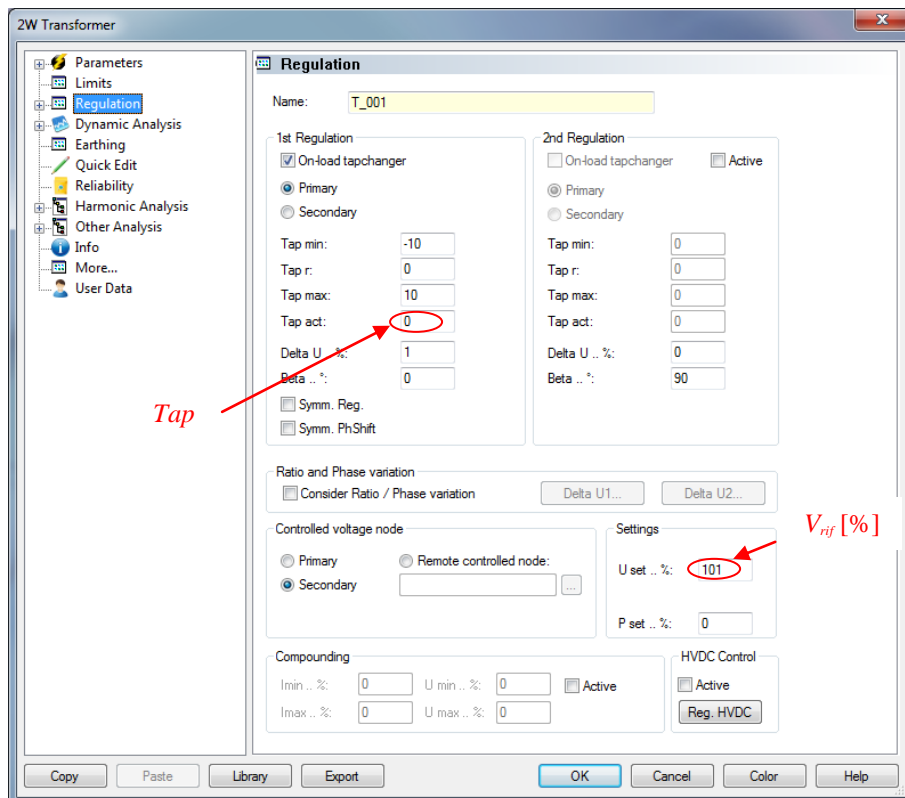 2W Transformer
Parameters
Limits
Regulation
Dynamic Analysis
Earthing
Quick Edit
Reliability
Harmonic Analysis
Other Analysis
Info
More...
User Data
Regulation
Name: T_001
1st Regulation
On-load tapchanger
Primary
Secondary
Tap min: -10
Tap r: 0
Tap max: 10
Tap act: 0
Delta U .. %: 1
Beta .. °: 0
Symm. Reg.
Symm. PhShift
Tap
2nd Regulation
On-load tapchanger Active
Primary
Secondary
Tap min: 0
Tap r: 0
Tap max: 0
Tap act: 0
Delta U .. %: 0
Beta .. °: 90
Ratio and Phase variation
Consider Ratio / Phase variation Delta U1... Delta U2...
Controlled voltage node
Primary Remote controlled node:
Secondary ...
Settings
U set .. %: 101
P set .. %: 0
Vrif [%]
Compounding
Imin .. %: 0 U min .. %: 0 Active
Imax .. %: 0 U max .. %: 0
HVDC Control
Active
Reg. HVDC
Copy Paste Library Export OK Cancel Color Help